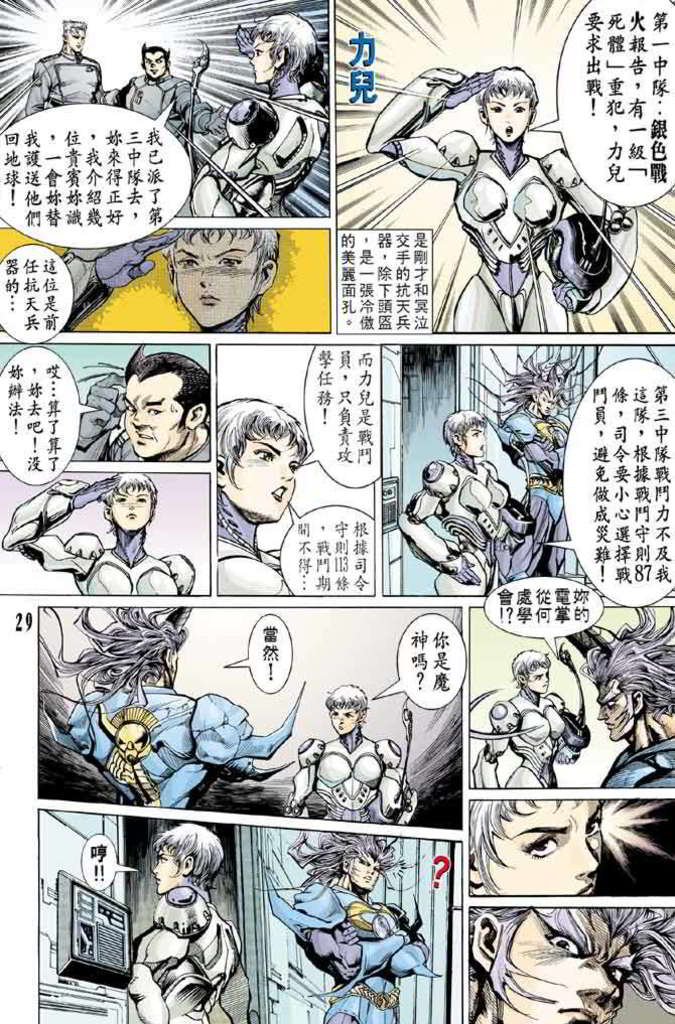 第一中隊：銀色戰
火報告，有一級「
死體」重犯，力兒
要求出戰！
力兒
我已派了第
三中隊去，
妳來得正好
，我介紹幾
位貴賓妳識
，一會妳替
我護送他們
回地球！
是剛才和冥泣
交手的抗天兵
器，除下頭盔
，是一張冷傲
的美麗面孔。
這位是前
任抗天兵
器的…
第三中隊戰鬥力不及我
這隊，根據戰鬥守則87
條，司令要小心選擇戰
鬥員，避免做成災難！
而力兒是戰鬥
員，只負責攻
擊任務！
根據司令
守則113條
，戰鬥期
間不得…
哎…算了算了
，妳去吧！沒
妳辦法！
妳的
電掌
從何
處學
會！？
你是魔
神嗎？
當然！
29
哼！！
？